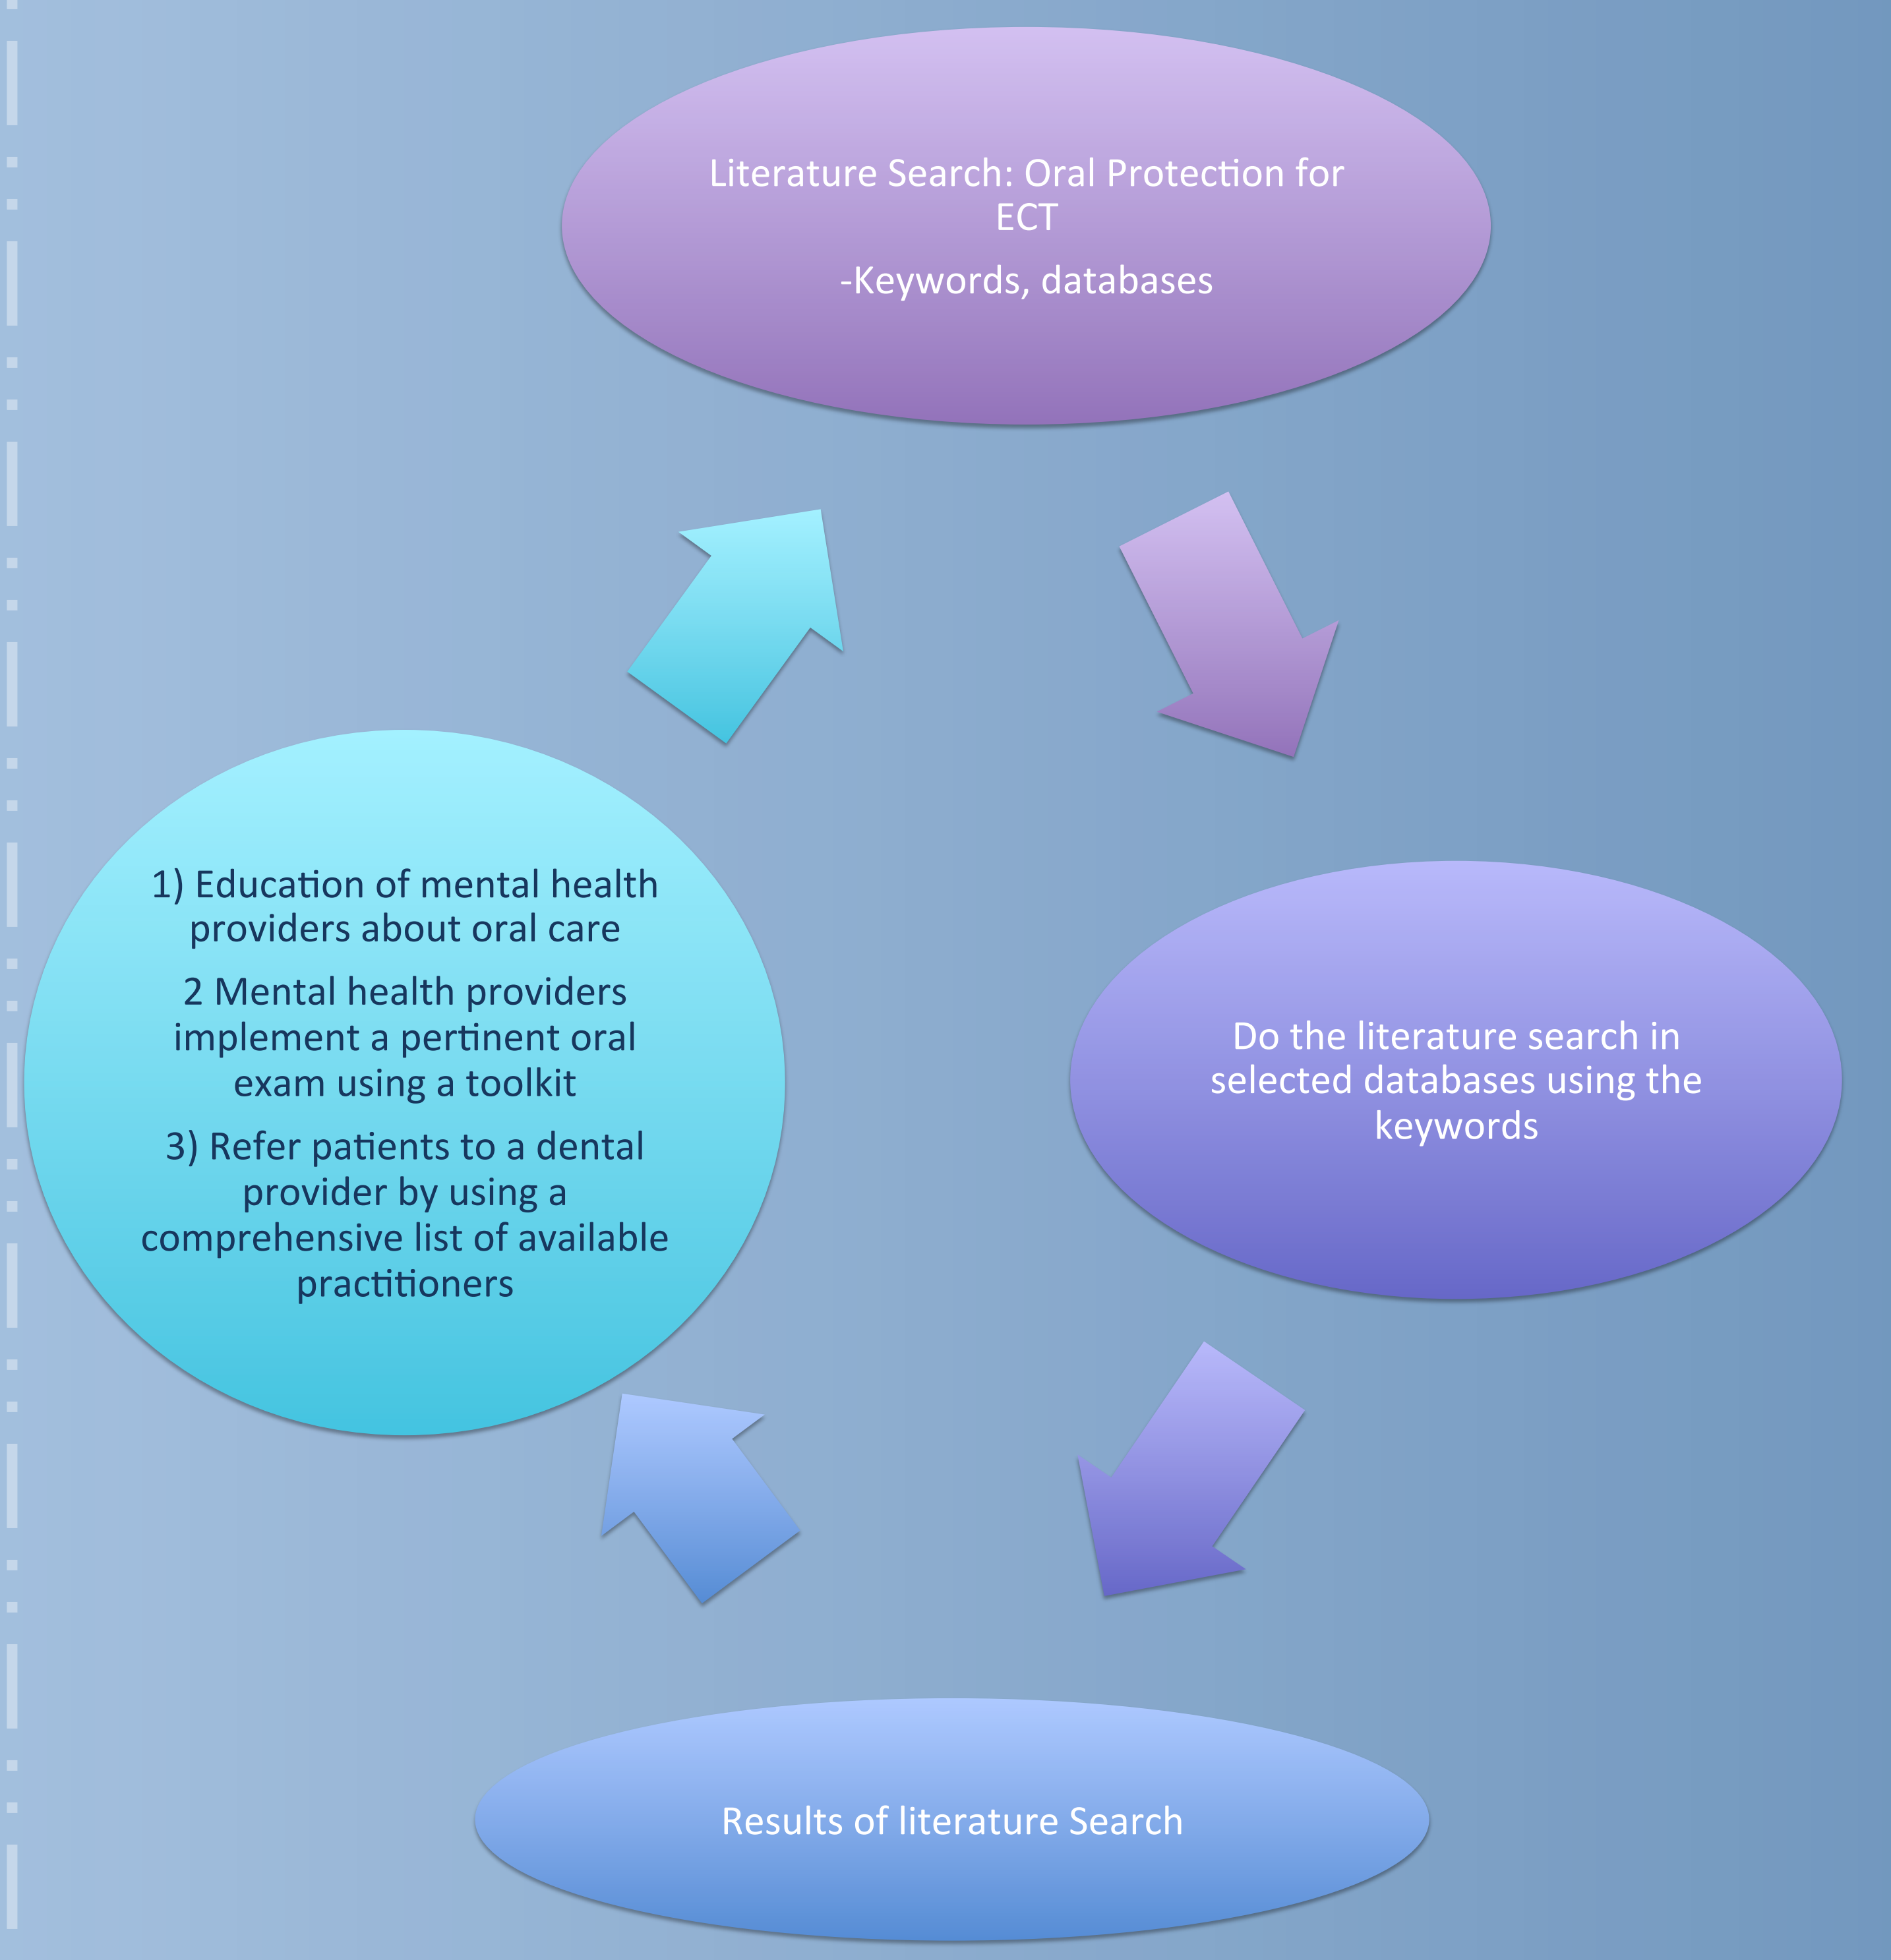 Literature Search: Oral Protection for
ECT
-Keywords, databases
Do the literature search in
selected databases using the
keywords
Results of literature Search
1) Education of mental health
providers about oral care
2 Mental health providers
implement a pertinent oral
exam using a toolkit
3) Refer patients to a dental
provider by using a
comprehensive list of available
practitioners